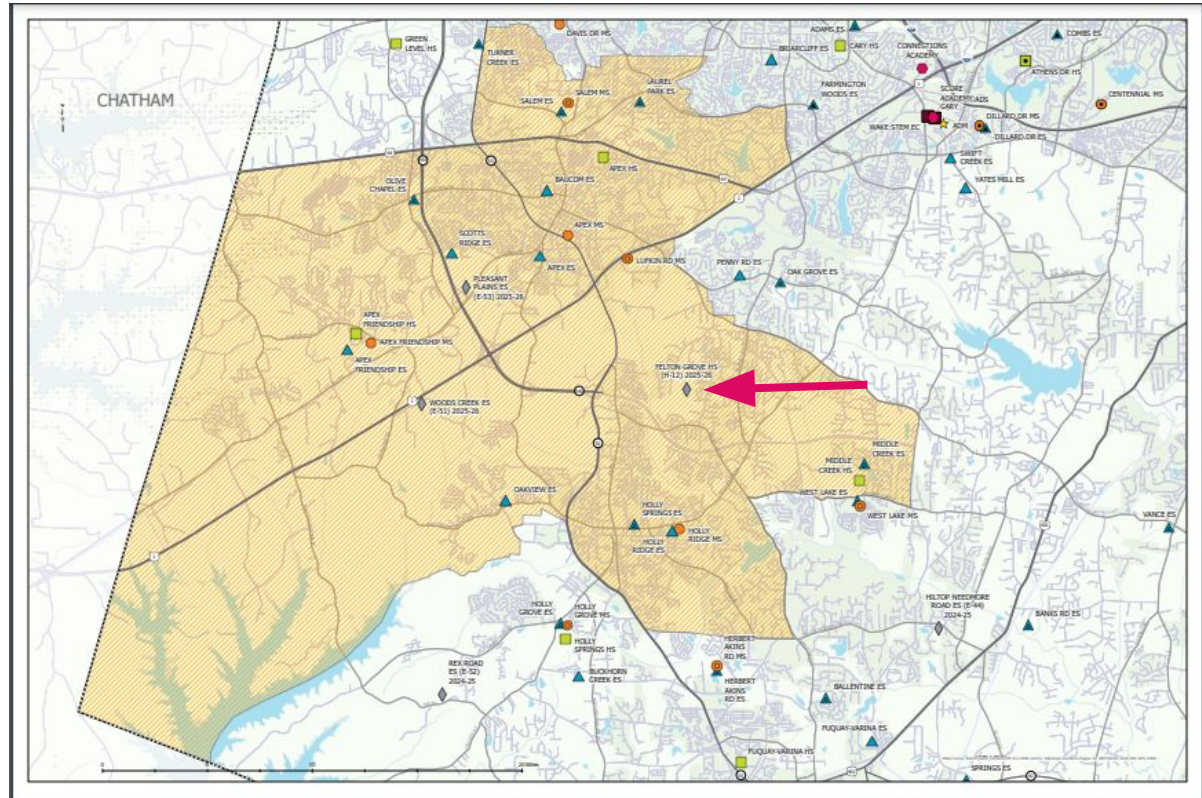 DAVIS DR MS
ADAMS ES
COMBS ES
GREEN
LEVEL HS
TURNER
CREEK ES
BRIARCLIFF ES
CARY HS
CONNECTIONS
ACADEMY
ATHENS DR HS
CHATHAM
SALEM MS
SALEM ES
LAUREL
PARK ES
FARMINGTON
WOODS ES
SCORE
ACADEMY
CARY
ADS
CENTENNIAL MS
WAKE STEM EC
ADM
DILLARD DR MS
DILLARD DR ES
APEX HS
SWIFT
CREEK ES
OLIVE
CHAPEL ES
BAUCOM ES
YATES MILL ES
APEX MS
SCOTTS
RIDGE ES
APEX ES
LUFKIN RD MS
PENNY RD ES
OAK GROVE ES
PLEASANT
PLAINS ES
(E-53) 2025-26
APEX
FRIENDSHIP HS
APEX FRIENDSHIP MS
APEX
FRIENDSHIP ES
FELTON GROVE HS
(H-12) 2025-26
WOODS CREEK ES
(E-51) 2025-26
MIDDLE
CREEK ES
MIDDLE
CREEK HS
OAKVIEW ES
WEST LAKE ES
WEST LAKE MS
HOLLY
SPRINGS ES
HOLLY
RIDGE MS
HOLLY
RIDGE ES
VANCE ES
HOLLY
GROVE ES
HOLLY
GROVE MS
HILLTOP NEEDMORE
ROAD ES (E-44)
2024-25
BANKS RD ES
HOLLY
SPRINGS HS
HERBERT
AKINS
RD MS
REX ROAD
ES (E-52)
2024-25
BUCKHORN
CREEK ES
HERBERT
AKINS
RD ES
BALLENTINE ES
FUQUAY-VARINA ES
FUQUAY-VARINA HS
SPRINGS ES